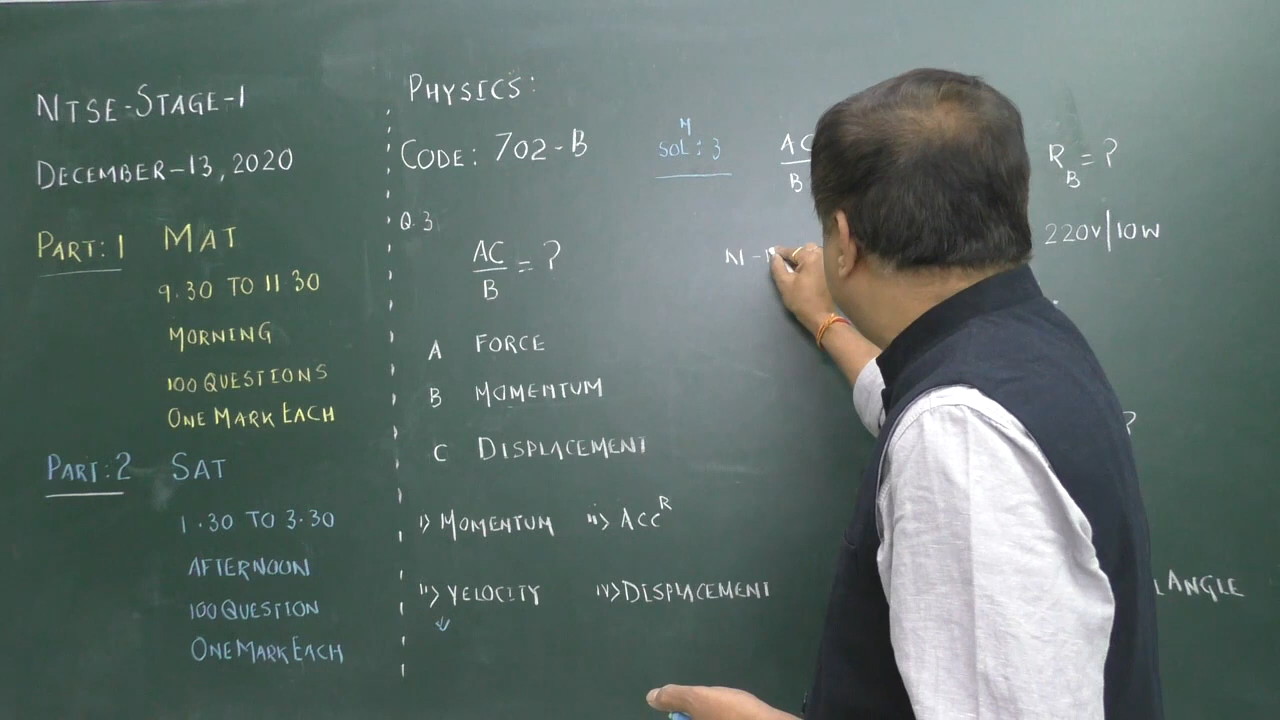 NTSE-STAGE-1
DECEMBER-13, 2020
PART: 1 MAT
9.30 TO 11.30
MORNING
100 QUESTIONS
ONE MARK EACH
PART: 2 SAT
1.30 TO 3.30
AFTERNOON
100 QUESTION
ONE MARK EACH
PHYSICS:
CODE: 702-B
Q.3
AC/B = ?
A FORCE
B MOMENTUM
C DISPLACEMENT
i) MOMENTUM ii) ACC R
iii) VELOCITY iv) DISPLACEMENT
↓
SOL: 3
AC
B
N-
R B = ?
220V|10W
?
ANGLE